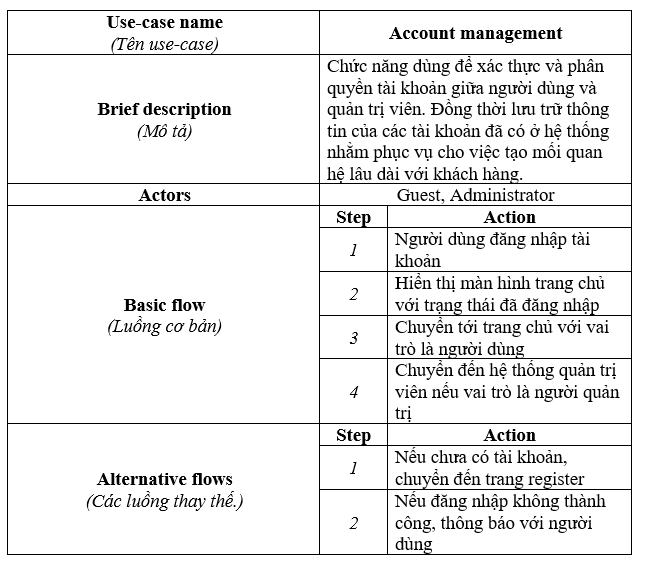 Use-case name
(Tên use-case)
Account management
Brief description
(Mô tả)
Chức năng dùng để xác thực và phân
quyền tài khoản giữa người dùng và
quản trị viên. Đồng thời lưu trữ thông
tin của các tài khoản đã có ở hệ thống
nhằm phục vụ cho việc tạo mối quan
hệ lâu dài với khách hàng.
Actors
Guest, Administrator
Basic flow
(Luồng cơ bản)
Step
Action
1
Người dùng đăng nhập tài
khoản
2
Hiển thị màn hình trang chủ
với trạng thái đã đăng nhập
3
Chuyển tới trang chủ với vai
trò là người dùng
4
Chuyển đến hệ thống quản trị
viên nếu vai trò là người quản
trị
Alternative flows
(Các luồng thay thế.)
Step
Action
1
Nếu chưa có tài khoản,
chuyển đến trang register
2
Nếu đăng nhập không thành
công, thông báo với người
dùng